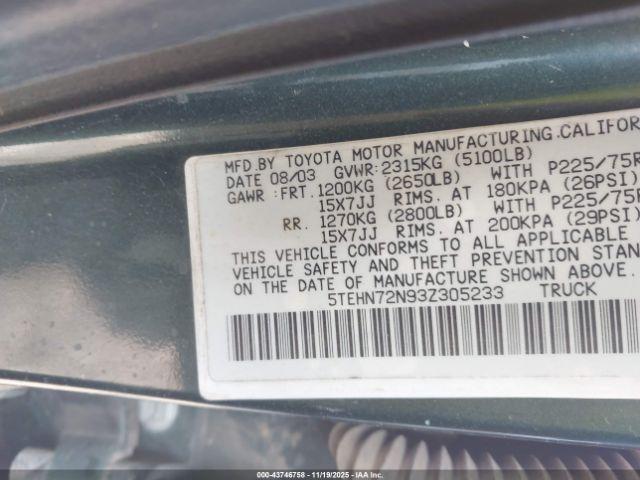 MFD.BY TOYOTA MOTOR MANUFACTURING.CALIFOR
DATE 08/03 GVWR:2315KG (5100LB)
GAWR:FRT.1200KG (2650LB) WITH P225/75R
15X7JJ RIMS. AT 180KPA (26PSI)
RR. 1270KG (2800LB) WITH P225/75R
15X7JJ RIMS. AT 200KPA (29PSI)
THIS VEHICLE CONFORMS TO ALL APPLICABLE
VEHICLE SAFETY AND THEFT PREVENTION STAN
ON THE DATE OF MANUFACTURE SHOWN ABOVE.
5TEHN72N93Z305233 TRUCK
000-43746758 - 11/19/2025 - IAA, Inc.